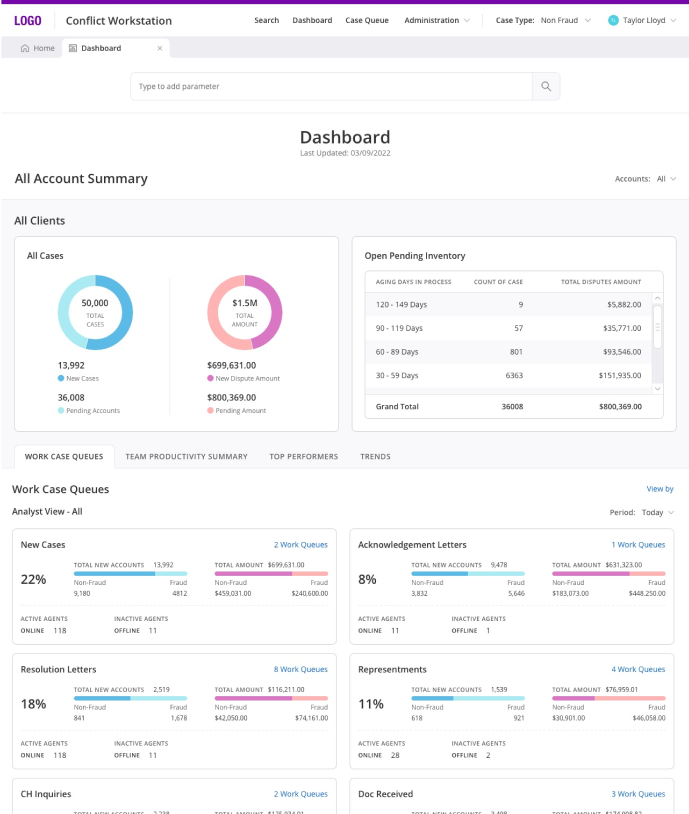 LOGO Conflict Workstation Search Dashboard Case Queue Administration Case Type: Non Fraud TL Taylor Lloyd
Home Dashboard ×
Type to add parameter
Dashboard
Last Updated: 03/09/2022
All Account Summary Accounts: All
All Clients
All Cases
50,000
TOTAL
CASES
$1.5M
TOTAL
AMOUNT
13,992
New Cases
36,008
Pending Accounts
$699,631.00
New Dispute Amount
$800,369.00
Pending Amount
Open Pending Inventory
AGING DAYS IN PROCESS COUNT OF CASE TOTAL DISPUTES AMOUNT
120 - 149 Days 9 $5,882.00
90 - 119 Days 57 $35,771.00
60 - 89 Days 801 $93,546.00
30 - 59 Days 6363 $151,935.00
Grand Total 36008 $800,369.00
WORK CASE QUEUES TEAM PRODUCTIVITY SUMMARY TOP PERFORMERS TRENDS
Work Case Queues View by
Analyst View - All Period: Today
New Cases 2 Work Queues
22%
TOTAL NEW ACCOUNTS 13,992 TOTAL AMOUNT $699,631.00
Non-Fraud Fraud Non-Fraud Fraud
9,180 4812 $459,031.00 $240,600.00
ACTIVE AGENTS INACTIVE AGENTS
ONLINE 118 OFFLINE 11
Acknowledgement Letters 1 Work Queues
8%
TOTAL NEW ACCOUNTS 9,478 TOTAL AMOUNT $631,323.00
Non-Fraud Fraud Non-Fraud Fraud
3,832 5,646 $183,073.00 $448.250.00
ACTIVE AGENTS INACTIVE AGENTS
ONLINE 11 OFFLINE 1
Resolution Letters 8 Work Queues
18%
TOTAL NEW ACCOUNTS 2,519 TOTAL AMOUNT $116,211.00
Non-Fraud Fraud Non-Fraud Fraud
841 1,678 $42,050.00 $74,161.00
ACTIVE AGENTS INACTIVE AGENTS
ONLINE 118 OFFLINE 11
Representments 4 Work Queues
11%
TOTAL NEW ACCOUNTS 1,539 TOTAL AMOUNT $76,959.01
Non-Fraud Fraud Non-Fraud Fraud
618 921 $30,901.00 $46,058.00
ACTIVE AGENTS INACTIVE AGENTS
ONLINE 28 OFFLINE 2
CH Inquiries 2 Work Queues
TOTAL NEW ACCOUNTS 2,238 TOTAL AMOUNT
Doc Received 3 Work Queues
TOTAL NEW ACCOUNTS 3,498 TOTAL AMOUNT